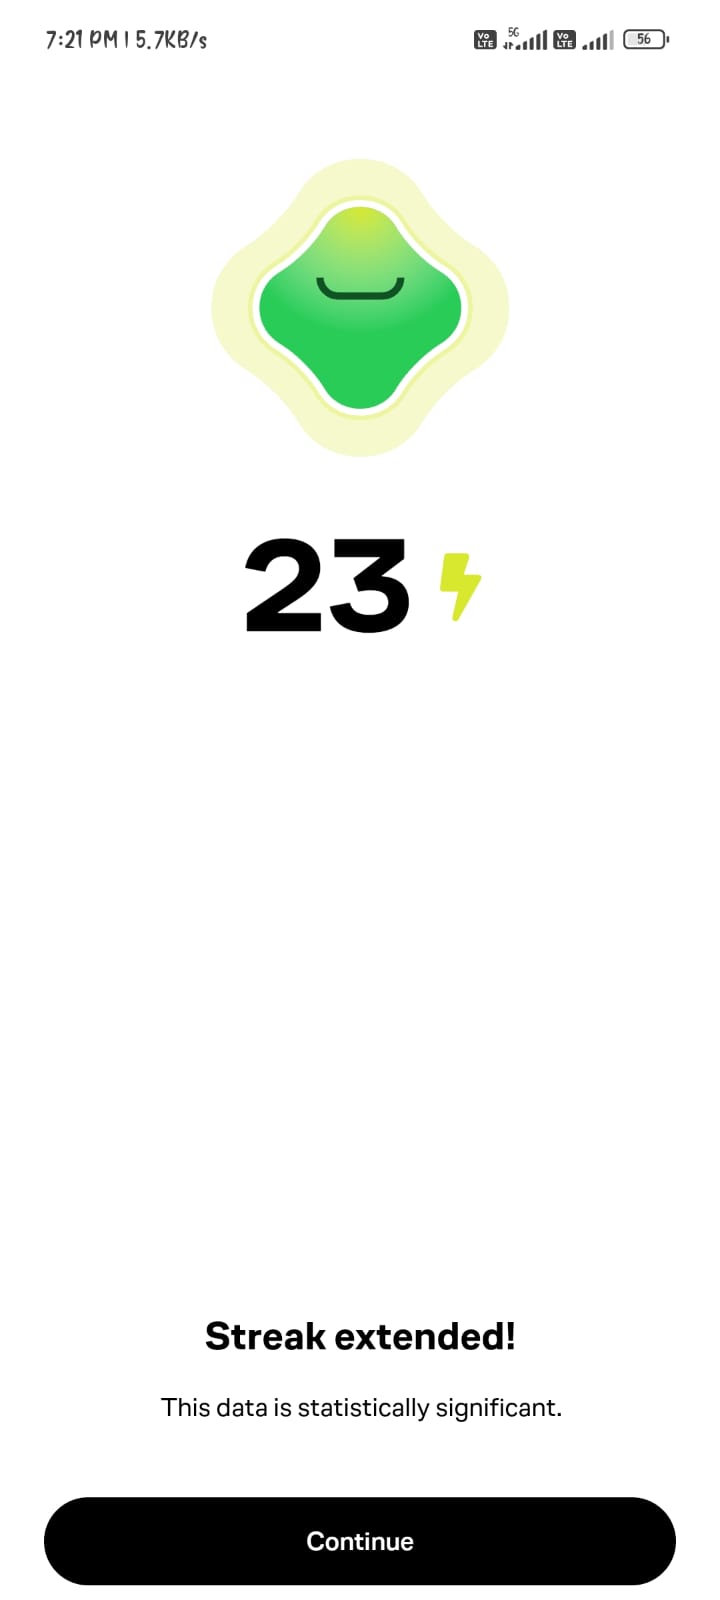 7:21 PM | 5.7KB/s
Vo LTE 5G Vo LTE 56
23
Streak extended!
This data is statistically significant.
Continue